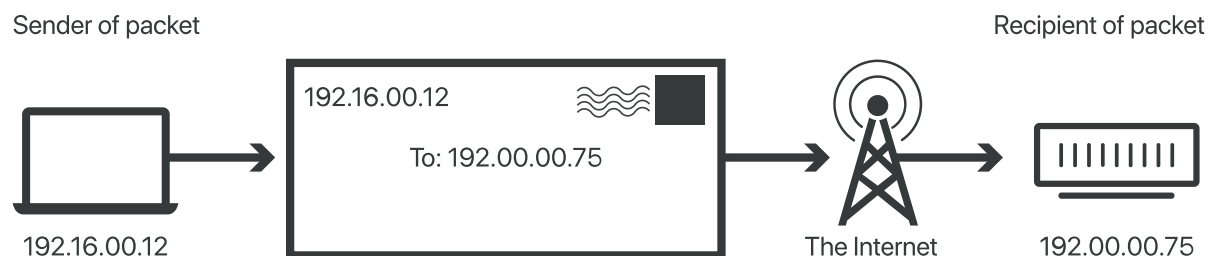 Sender of packet
Recipient of packet
192.16.00.12
To: 192.00.00.75
192.16.00.12
The Internet
192.00.00.75